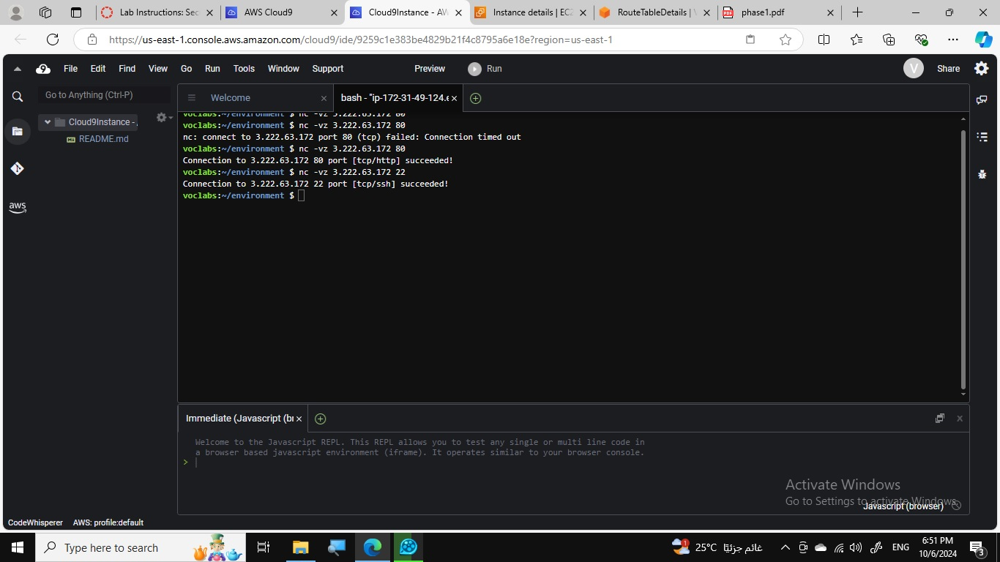 Lab Instructions: Sec
AWS Cloud9
Cloud9Instance - AW
Instance details | EC2
RouteTableDetails | V
PDF
phase1.pdf
https://us-east-1.console.aws.amazon.com/cloud9/ide/9259c1e383be4829b21f4c8795a6e18e?region=us-east-1
File Edit Find View Go Run Tools Window Support Preview Run V Share
Go to Anything (Ctrl-P)
Welcome
bash - "ip-172-31-49-124.e
Cloud9Instance -
README.md
aws
voclabs:~/environment $ nc -vz 3.222.63.172 80
voclabs:~/environment $ nc -vz 3.222.63.172 80
nc: connect to 3.222.63.172 port 80 (tcp) failed: Connection timed out
voclabs:~/environment $ nc -vz 3.222.63.172 80
Connection to 3.222.63.172 80 port [tcp/http] succeeded!
voclabs:~/environment $ nc -vz 3.222.63.172 22
Connection to 3.222.63.172 22 port [tcp/ssh] succeeded!
voclabs:~/environment $
Immediate (Javascript (br
Welcome to the Javascript REPL. This REPL allows you to test any single or multi line code in
a browser based javascript environment (iframe). It operates similar to your browser console.
>
Activate Windows
Go to Settings to activate Windows.
Javascript (browser)
CodeWhisperer AWS: profile:default
Type here to search
1
25°C غائم جزئيًا
ENG
6:51 PM
10/6/2024
3